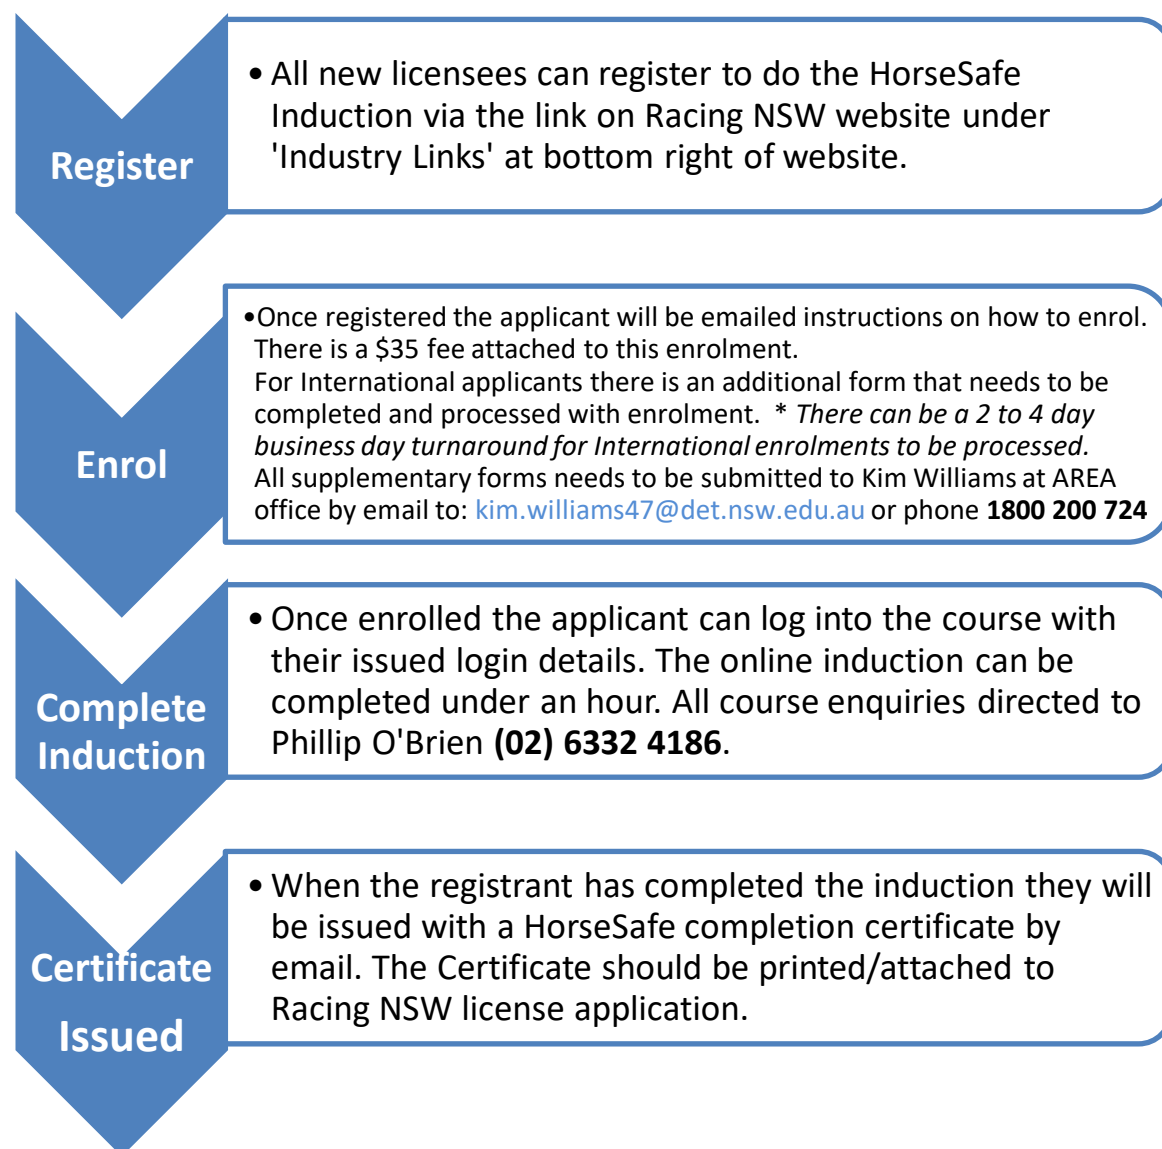 Register
• All new licensees can register to do the HorseSafe
Induction via the link on Racing NSW website under
'Industry Links' at bottom right of website.
Enrol
•Once registered the applicant will be emailed instructions on how to enrol.
There is a $35 fee attached to this enrolment.
For International applicants there is an additional form that needs to be
completed and processed with enrolment. * There can be a 2 to 4 day
business day turnaround for International enrolments to be processed.
All supplementary forms needs to be submitted to Kim Williams at AREA
office by email to: kim.williams47@det.nsw.edu.au or phone 1800 200 724
Complete
Induction
• Once enrolled the applicant can log into the course with
their issued login details. The online induction can be
completed under an hour. All course enquiries directed to
Phillip O'Brien (02) 6332 4186.
Certificate
Issued
• When the registrant has completed the induction they will
be issued with a HorseSafe completion certificate by
email. The Certificate should be printed/attached to
Racing NSW license application.